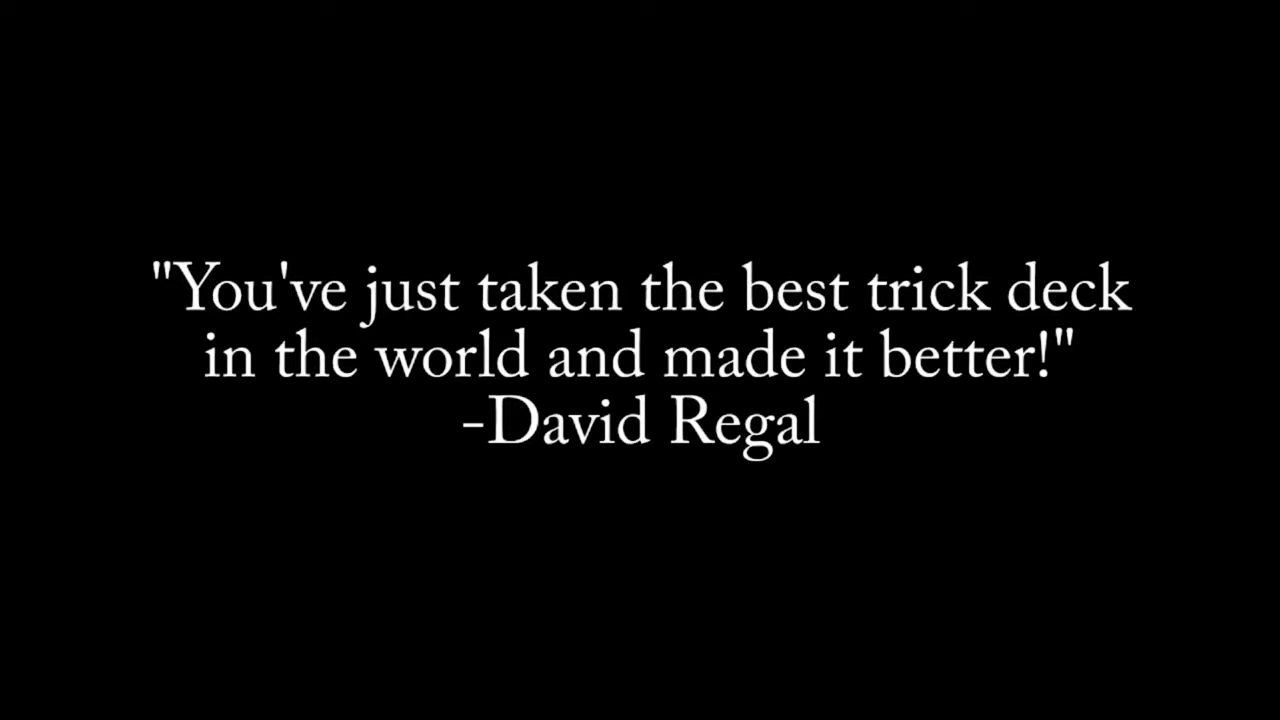 "You've just taken the best trick deck
in the world and made it better!"
-David Regal